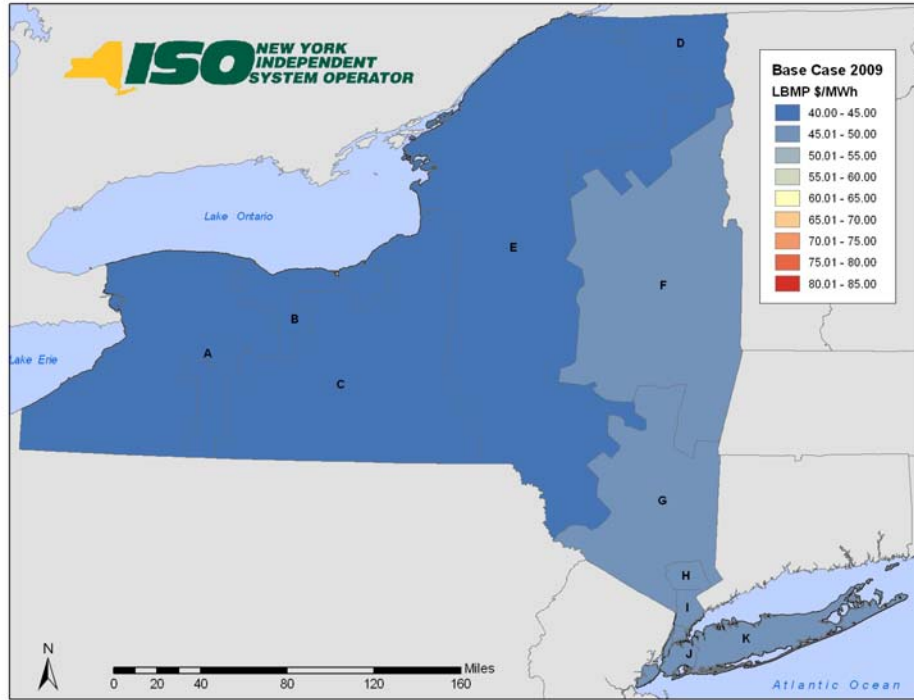 ISO
NEW YORK
INDEPENDENT
SYSTEM OPERATOR
D
Base Case 2009
LBMP $/MWh
40.00 - 45.00
45.01 - 50.00
50.01 - 55.00
55.01 - 60.00
60.01 - 65.00
65.01 - 70.00
70.01 - 75.00
75.01 - 80.00
80.01 - 85.00
Lake Ontario
E
F
B
A
Lake Erie
C
G
H
I
K
J
N
Miles
0 20 40 80 120 160
Atlantic Ocean